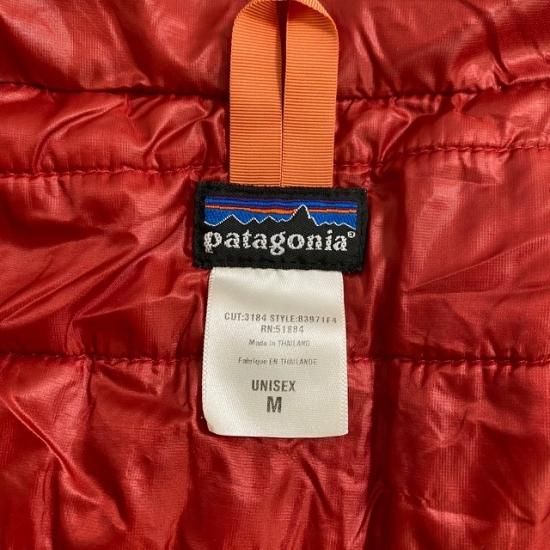 patagonia®
CUT:3184 STYLE:83971F4
RN:51884
Made in THAILAND
Fabriqué EN THAILANDE
UNISEX
M